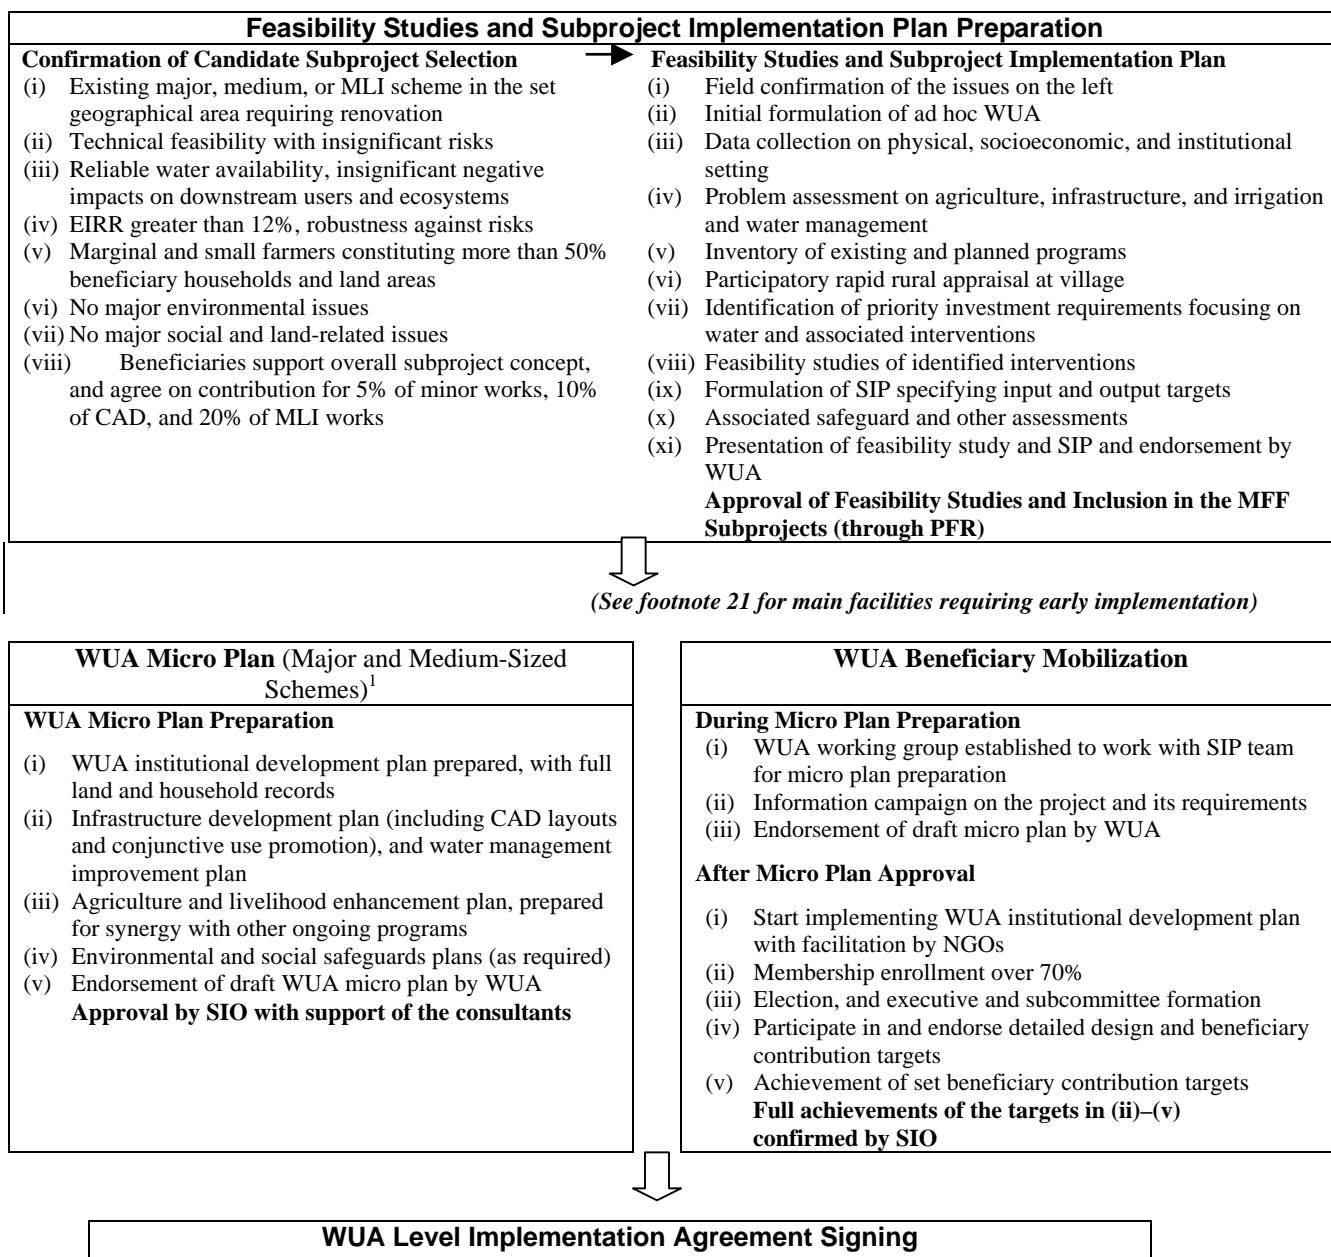 Feasibility Studies and Subproject Implementation Plan Preparation
Confirmation of Candidate Subproject Selection
(i) Existing major, medium, or MLI scheme in the set
geographical area requiring renovation
(ii) Technical feasibility with insignificant risks
(iii) Reliable water availability, insignificant negative
impacts on downstream users and ecosystems
(iv) EIRR greater than 12%, robustness against risks
(v) Marginal and small farmers constituting more than 50%
beneficiary households and land areas
(vi) No major environmental issues
(vii) No major social and land-related issues
(viii) Beneficiaries support overall subproject concept,
and agree on contribution for 5% of minor works, 10%
of CAD, and 20% of MLI works
Feasibility Studies and Subproject Implementation Plan
(i) Field confirmation of the issues on the left
(ii) Initial formulation of ad hoc WUA
(iii) Data collection on physical, socioeconomic, and institutional
setting
(iv) Problem assessment on agriculture, infrastructure, and irrigation
and water management
(v) Inventory of existing and planned programs
(vi) Participatory rapid rural appraisal at village
(vii) Identification of priority investment requirements focusing on
water and associated interventions
(viii) Feasibility studies of identified interventions
(ix) Formulation of SIP specifying input and output targets
(x) Associated safeguard and other assessments
(xi) Presentation of feasibility study and SIP and endorsement by
WUA
Approval of Feasibility Studies and Inclusion in the MFF
Subprojects (through PFR)
(See footnote 21 for main facilities requiring early implementation)
WUA Micro Plan (Major and Medium-Sized
Schemes)1
WUA Micro Plan Preparation
(i) WUA institutional development plan prepared, with full
land and household records
(ii) Infrastructure development plan (including CAD layouts
and conjunctive use promotion), and water management
improvement plan
(iii) Agriculture and livelihood enhancement plan, prepared
for synergy with other ongoing programs
(iv) Environmental and social safeguards plans (as required)
(v) Endorsement of draft WUA micro plan by WUA
Approval by SIO with support of the consultants
WUA Beneficiary Mobilization
During Micro Plan Preparation
(i) WUA working group established to work with SIP team
for micro plan preparation
(ii) Information campaign on the project and its requirements
(iii) Endorsement of draft micro plan by WUA
After Micro Plan Approval
(i) Start implementing WUA institutional development plan
with facilitation by NGOs
(ii) Membership enrollment over 70%
(iii) Election, and executive and subcommittee formation
(iv) Participate in and endorse detailed design and beneficiary
contribution targets
(v) Achievement of set beneficiary contribution targets
Full achievements of the targets in (ii)–(v)
confirmed by SIO
WUA Level Implementation Agreement Signing